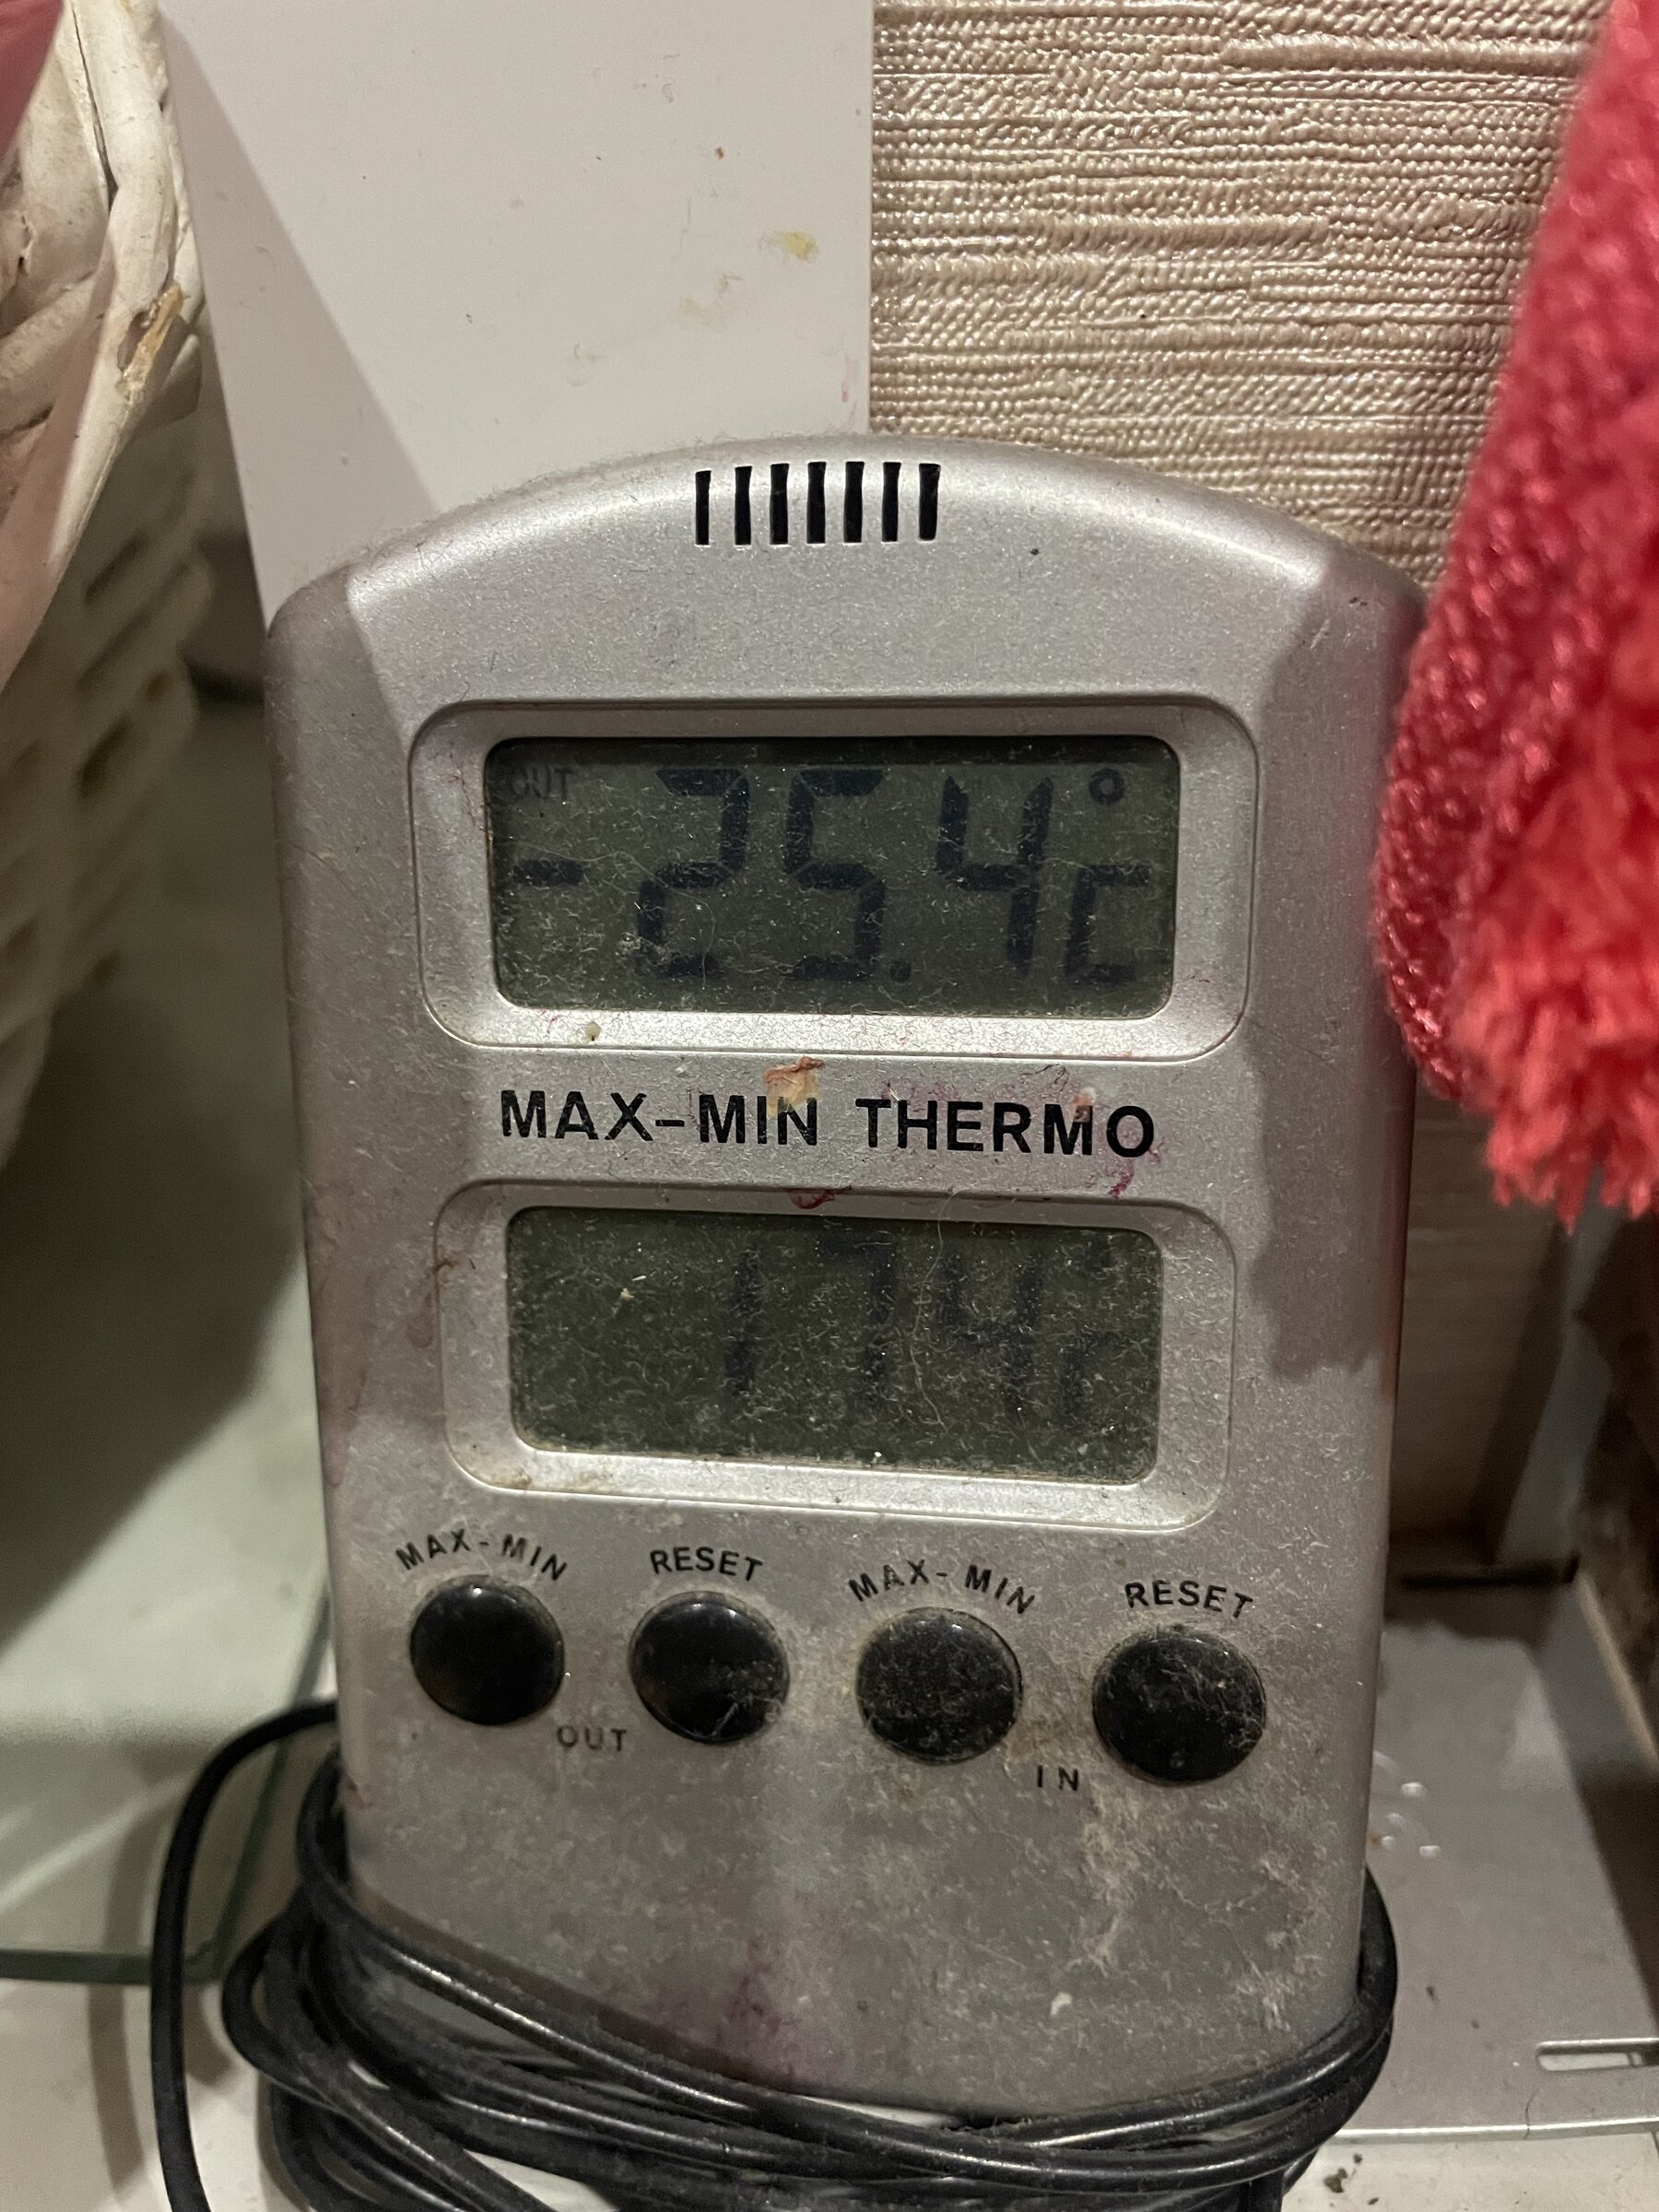 OUT
-25.4°C
MAX-MIN THERMO
17.4°C
MAX-MIN RESET MAX-MIN RESET
OUT IN